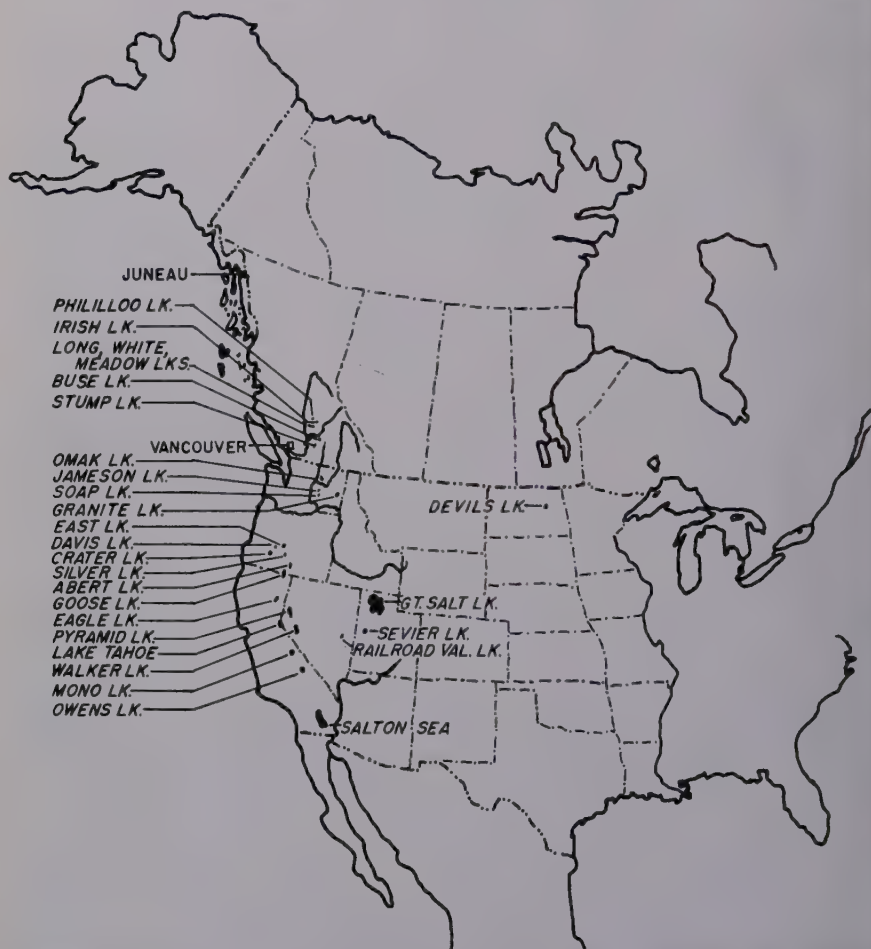 JUNEAU
PHILILLOO LK.
IRISH LK.
LONG, WHITE,
MEADOW LKS.
BUSE LK.
STUMP LK.
VANCOUVER
OMAK LK.
JAMESON LK.
SOAP LK.
GRANITE LK.
EAST LK.
DAVIS LK.
CRATER LK.
SILVER LK.
ABERT LK.
GOOSE LK.
EAGLE LK.
PYRAMID LK.
LAKE TAHOE
WALKER LK.
MONO LK.
OWENS LK.
DEVILS LK.
GT. SALT LK.
SEVIER LK.
RAILROAD VAL. LK.
SALTON SEA